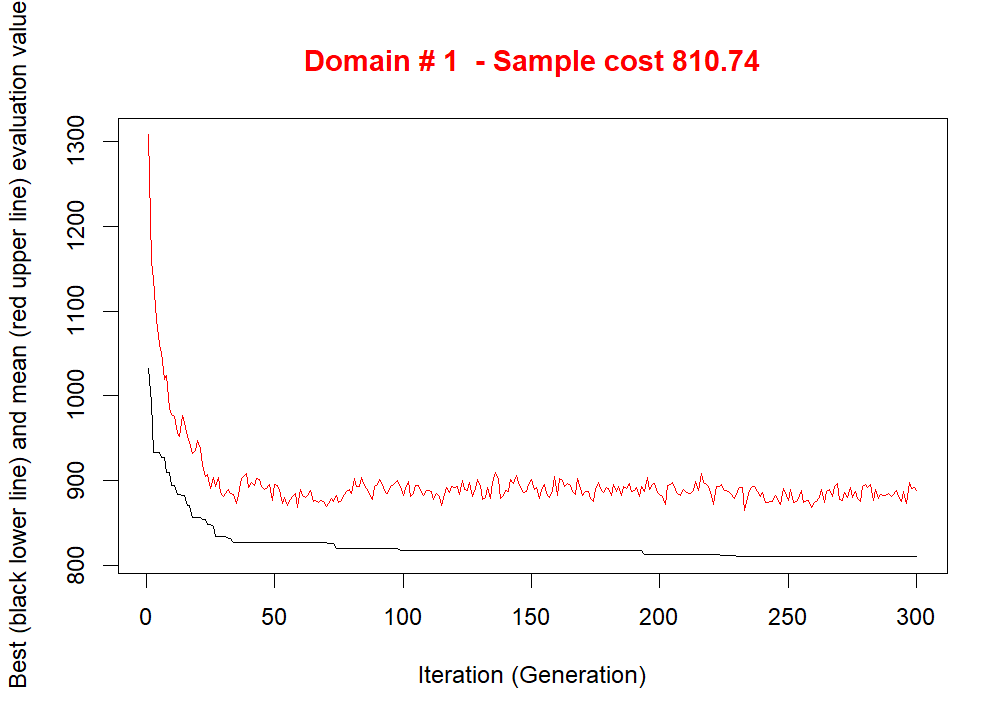 Domain # 1  - Sample cost 810.74
Best (black lower line) and mean (red upper line) evaluation value
1300
1200
1100
1000
900
800
0 50 100 150 200 250 300
Iteration (Generation)